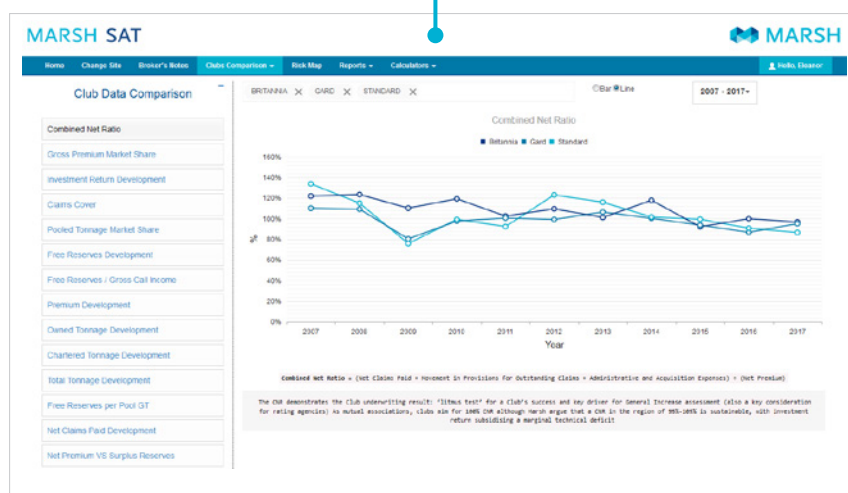 MARSH SAT
MARSH
Home Change Site Broker's Notes Clubs Comparison Risk Map Reports Calculators Hello, Eleanor
Club Data Comparison
BRITANNIA X GARD X STANDARD X
Bar Line
2007 - 2017
Combined Net Ratio
Gross Premium Market Share
Investment Return Development
Claims Cover
Pooled Tonnage Market Share
Free Reserves Development
Free Reserves / Gross Call Income
Premium Development
Owned Tonnage Development
Chartered Tonnage Development
Total Tonnage Development
Free Reserves per Pool GT
Net Claims Paid Development
Net Premium VS Surplus Reserves
Combined Net Ratio
Britannia Gard Standard
160%
140%
120%
100%
80%
60%
40%
20%
0%
%
2007 2008 2009 2010 2011 2012 2013 2014 2015 2016 2017
Year
Combined Net Ratio = (Net Claims Paid + Movement in Provisions for Outstanding Claims + Administrative and Acquisition Expenses) ÷ (Net Premium)
The CNR demonstrates the Club underwriting result: "litmus test" for a Club's success and key driver for General Increase assessment (also a key consideration
for rating agencies) As mutual associations, clubs aim for 100% CNR although Marsh argue that a CNR in the region of is sustainable, with investment
return subsidising a marginal technical deficit